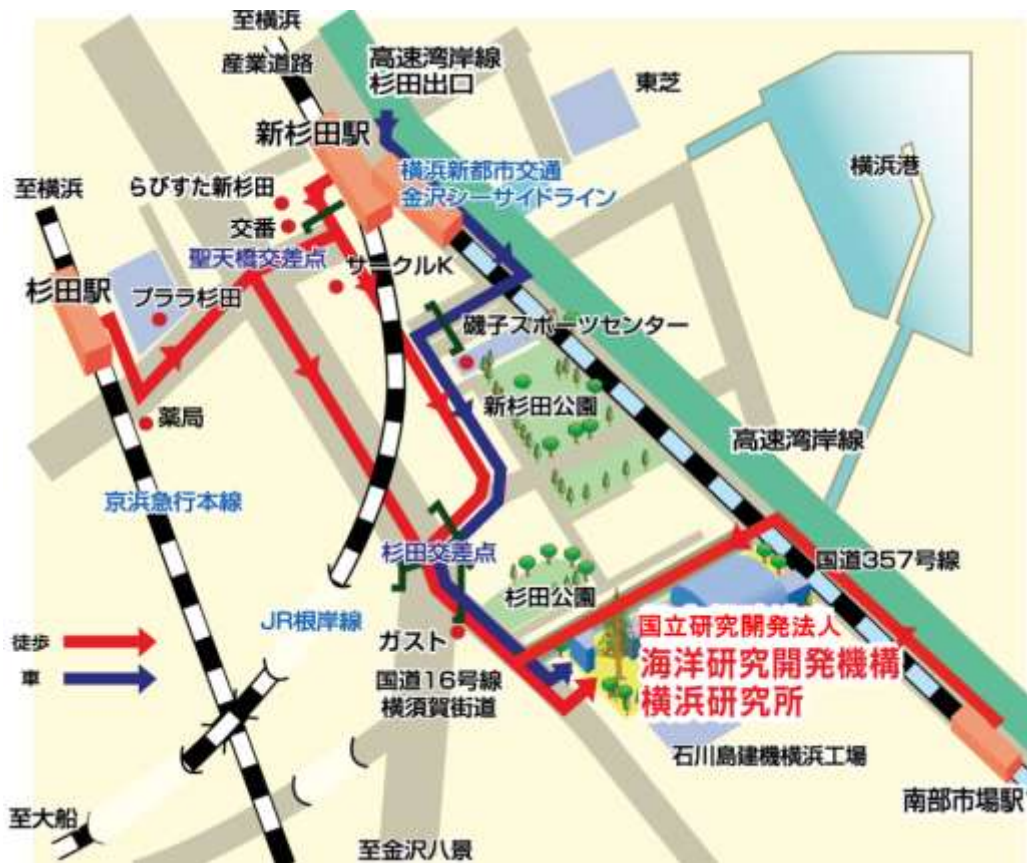 至横浜
産業道路
高速湾岸線
杉田出口
東芝
新杉田駅
横浜新都市交通
金沢シーサイドライン
横浜港
至横浜
らびすた新杉田
交番
聖天橋交差点
サークルK
杉田駅
プララ杉田
磯子スポーツセンター
薬局
新杉田公園
高速湾岸線
京浜急行本線
杉田交差点
国道357号線
杉田公園
JR根岸線
ガスト
国立研究開発法人
海洋研究開発機構
横浜研究所
徒歩
車
国道16号線
横須賀街道
石川島建機横浜工場
南部市場駅
至大船
至金沢八景